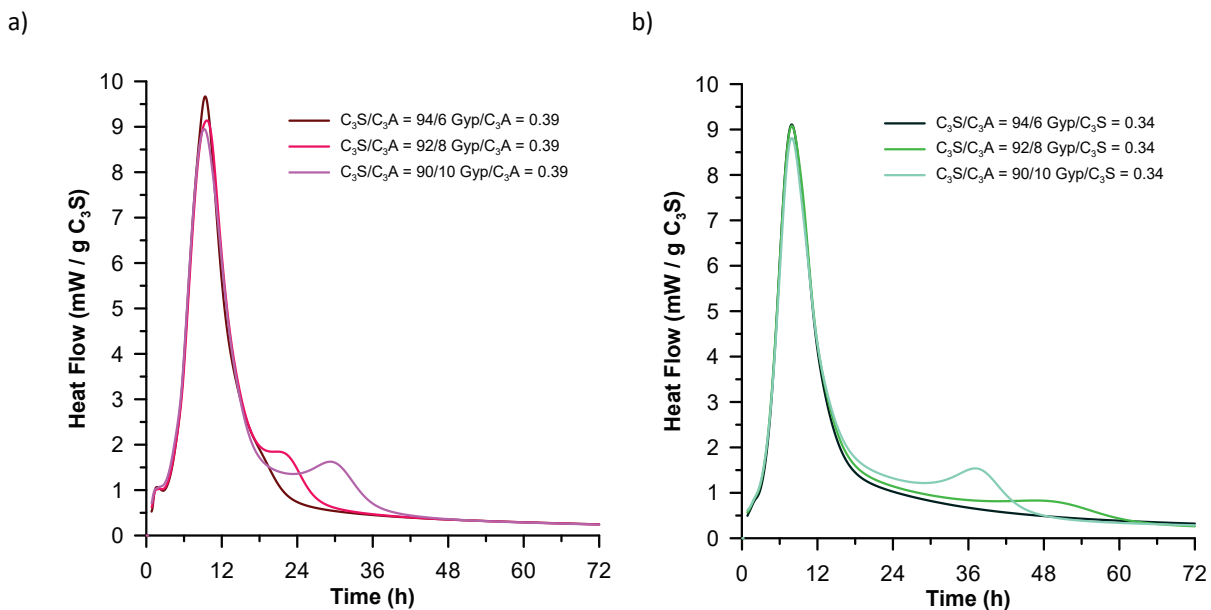 a)
Heat Flow (mW / g C₃S)
10
9
8
7
6
5
4
3
2
1
0
C₃S/C₃A = 94/6 Gyp/C₃A = 0.39
C₃S/C₃A = 92/8 Gyp/C₃A = 0.39
C₃S/C₃A = 90/10 Gyp/C₃A = 0.39
0 12 24 36 48 60 72
Time (h)
b)
Heat Flow (mW / g C₃S)
10
9
8
7
6
5
4
3
2
1
0
C₃S/C₃A = 94/6 Gyp/C₃S = 0.34
C₃S/C₃A = 92/8 Gyp/C₃S = 0.34
C₃S/C₃A = 90/10 Gyp/C₃S = 0.34
0 12 24 36 48 60 72
Time (h)